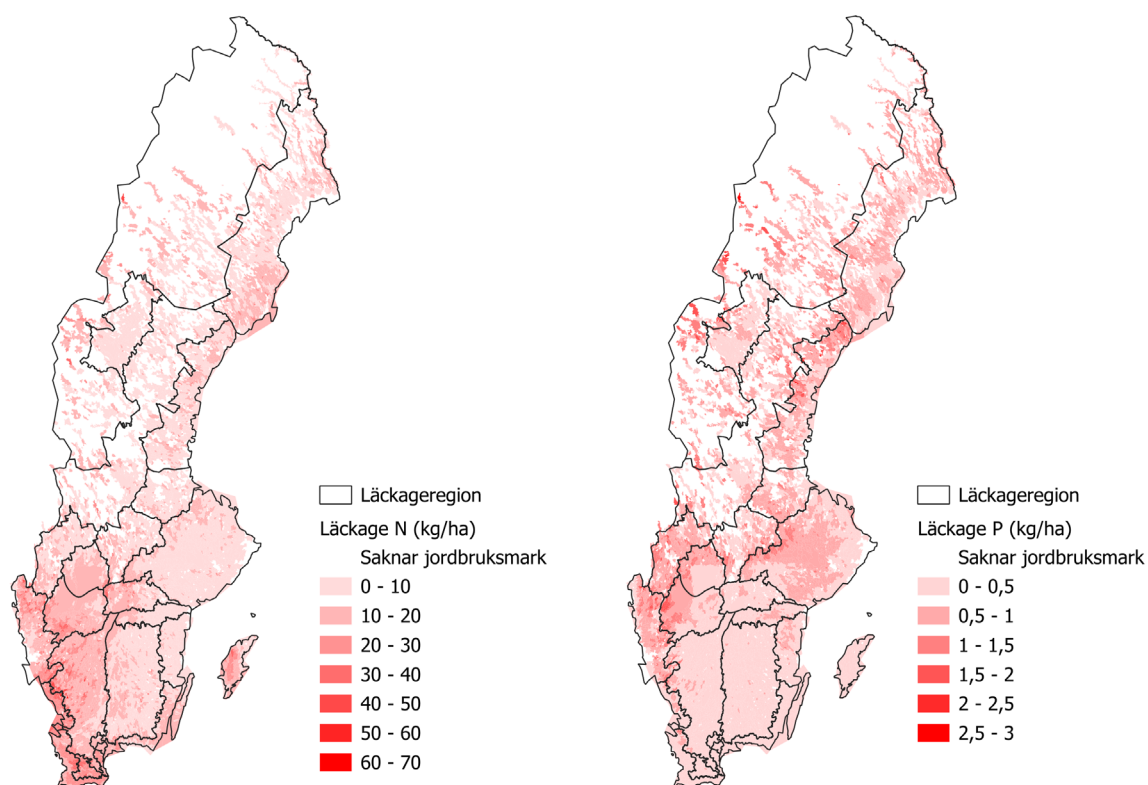 Läckageregion
Läckage N (kg/ha)
Saknar jordbruksmark
0 - 10
10 - 20
20 - 30
30 - 40
40 - 50
50 - 60
60 - 70
Läckageregion
Läckage P (kg/ha)
Saknar jordbruksmark
0 - 0,5
0,5 - 1
1 - 1,5
1,5 - 2
2 - 2,5
2,5 - 3